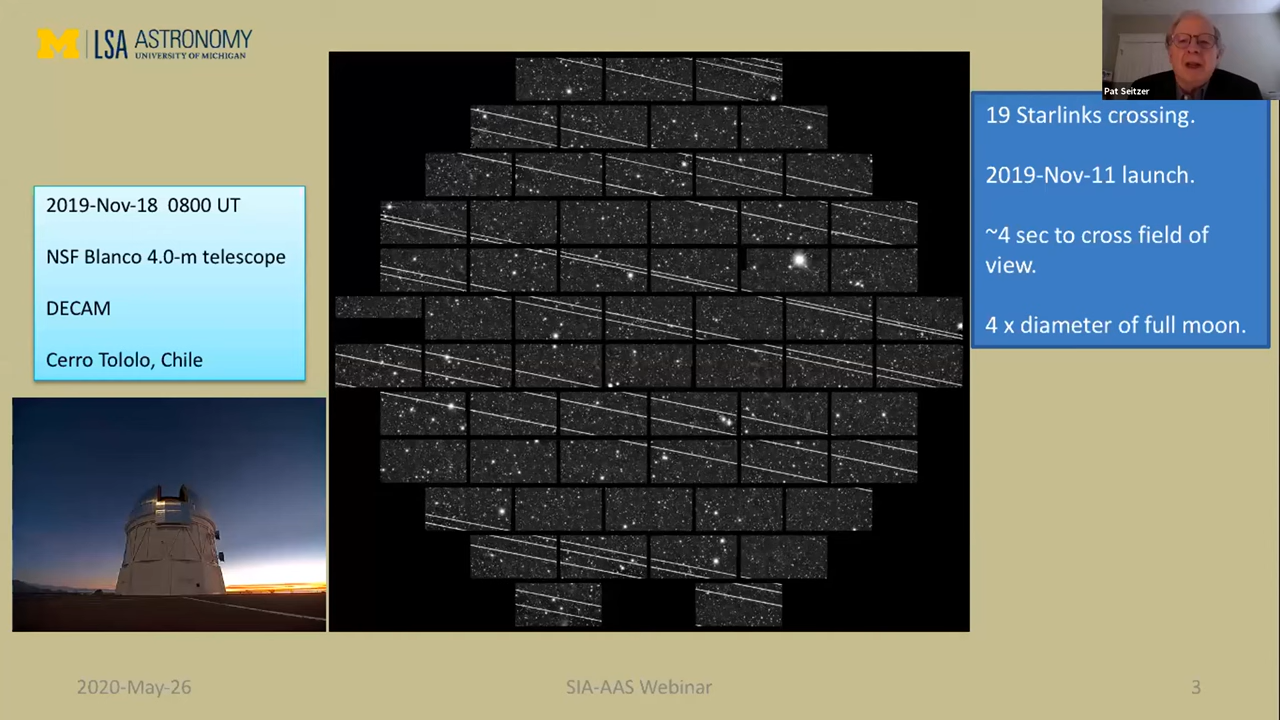 M LSA ASTRONOMY
UNIVERSITY OF MICHIGAN
Pat Seitzer
2019-Nov-18 0800 UT
NSF Blanco 4.0-m telescope
DECAM
Cerro Tololo, Chile
19 Starlinks crossing.
2019-Nov-11 launch.
~4 sec to cross field of
view.
4 x diameter of full moon.
2020-May-26
SIA-AAS Webinar
3